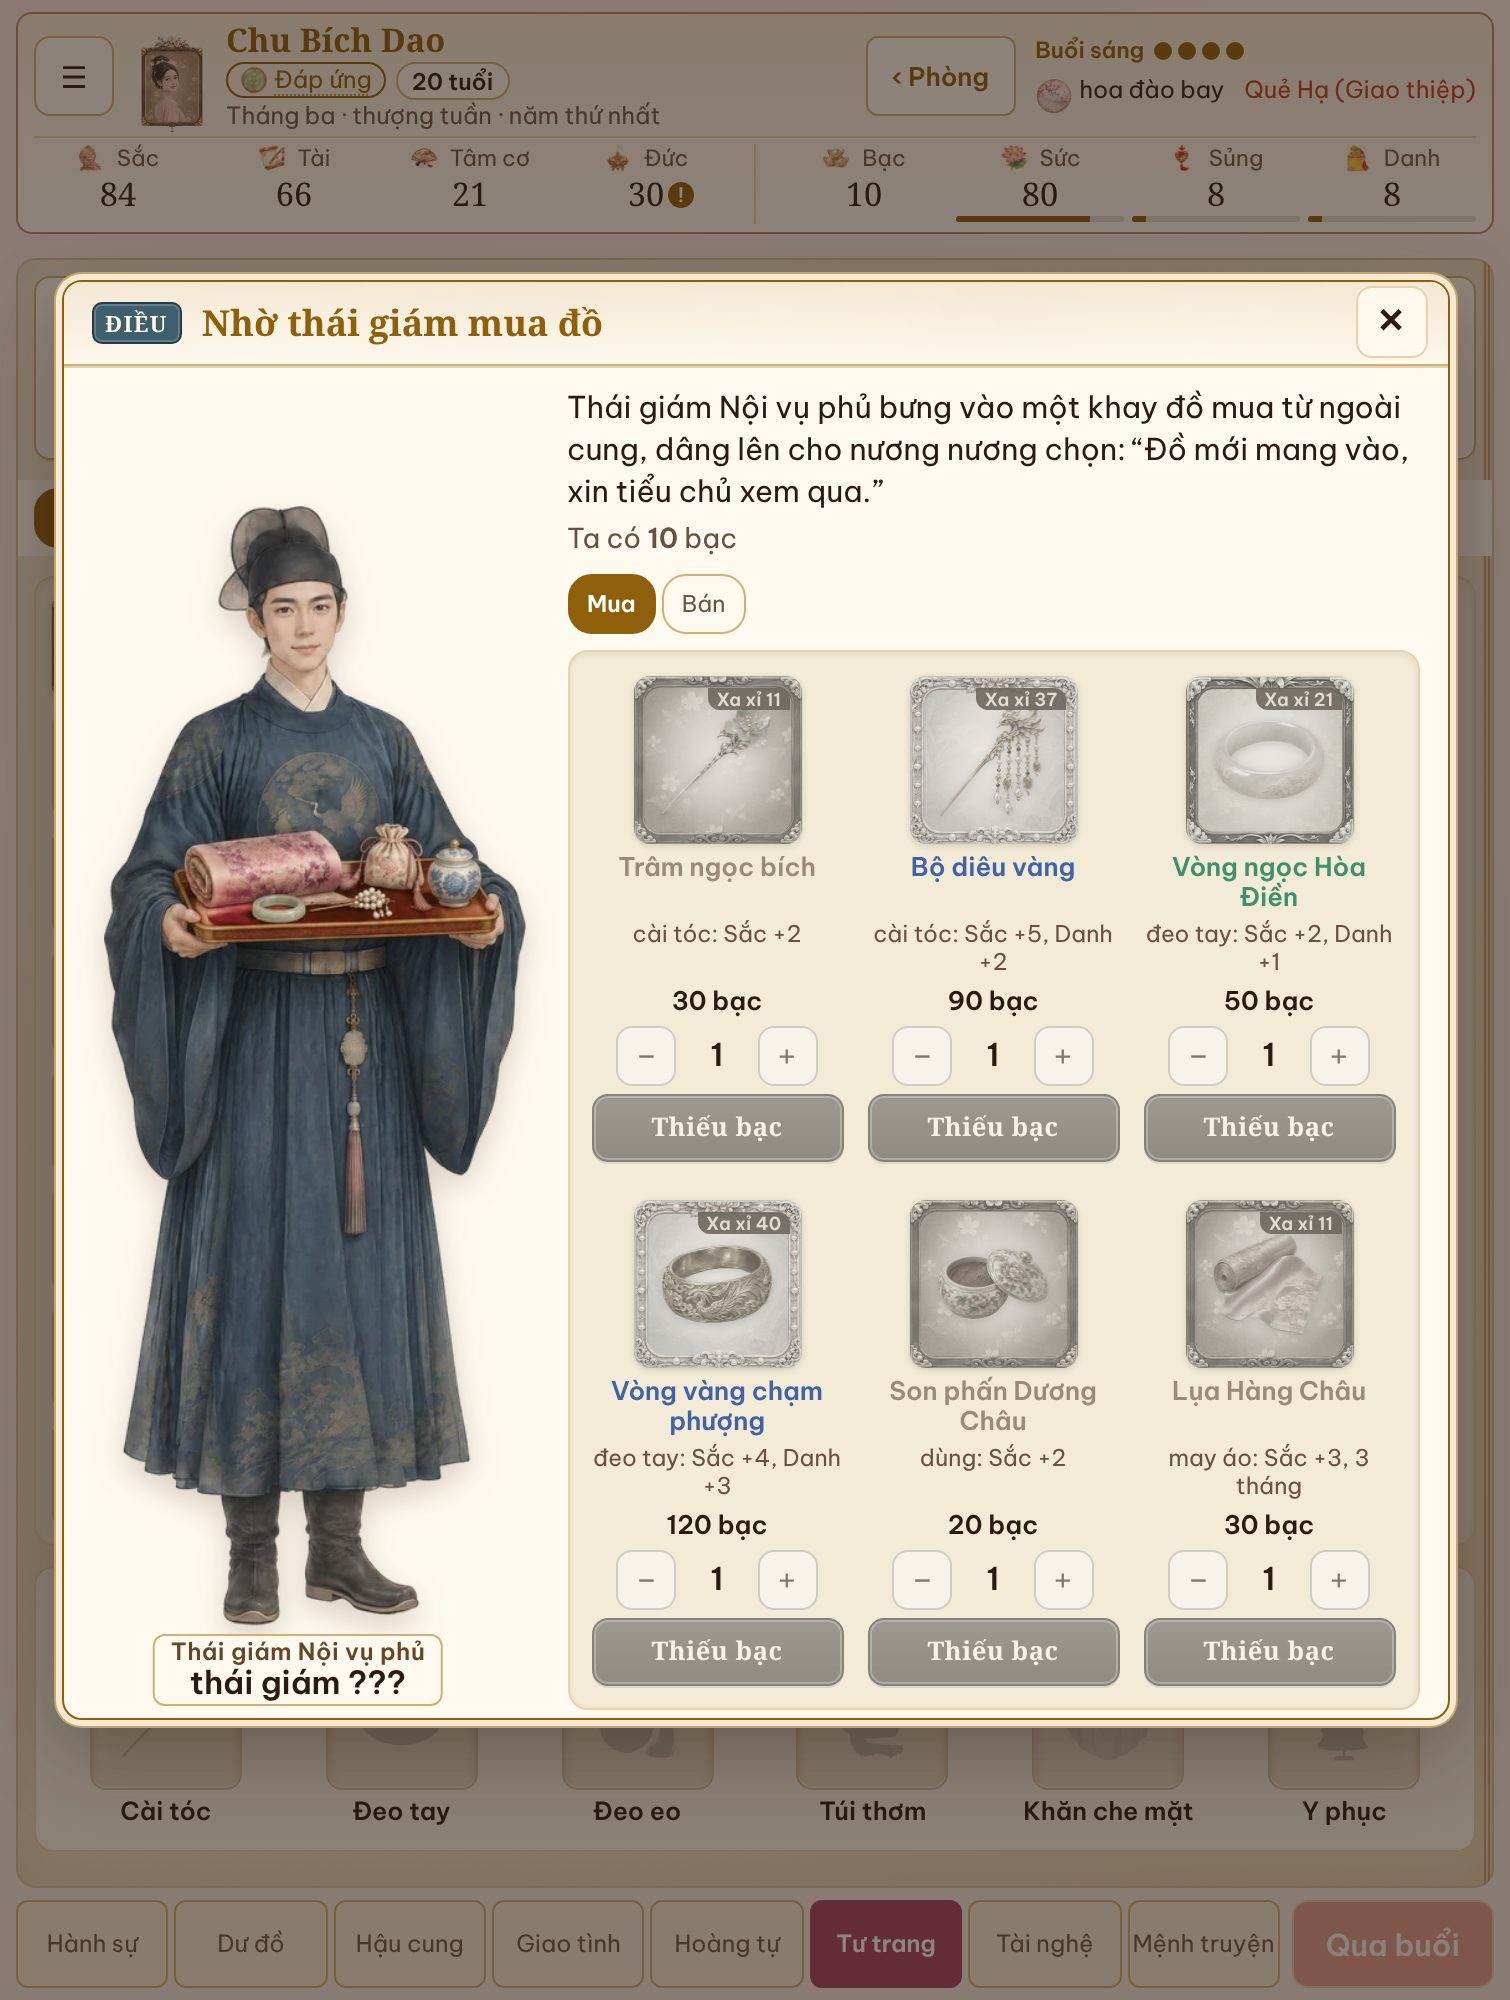 ☰
Chu Bích Dao
Đáp ứng
20 tuổi
Tháng ba · thượng tuần · năm thứ nhất
‹ Phòng
Buổi sáng
hoa đào bay
Quẻ Hạ (Giao thiệp)
Sắc
84
Tài
66
Tâm cơ
21
Đức
30 !
Bạc
10
Sức
80
Sủng
8
Danh
8
ĐIỀU
Nhờ thái giám mua đồ
✕
Thái giám Nội vụ phủ bưng vào một khay đồ mua từ ngoài
cung, dâng lên cho nương nương chọn: “Đồ mới mang vào,
xin tiểu chủ xem qua.”
Ta có 10 bạc
Mua
Bán
Xa xỉ 11
Trâm ngọc bích
cài tóc: Sắc +2
30 bạc
− 1 +
Thiếu bạc
Xa xỉ 37
Bộ diêu vàng
cài tóc: Sắc +5, Danh
+2
90 bạc
− 1 +
Thiếu bạc
Xa xỉ 21
Vòng ngọc Hòa
Điền
đeo tay: Sắc +2, Danh
+1
50 bạc
− 1 +
Thiếu bạc
Xa xỉ 40
Vòng vàng chạm
phượng
đeo tay: Sắc +4, Danh
+3
120 bạc
− 1 +
Thiếu bạc
Son phấn Dương
Châu
dùng: Sắc +2
20 bạc
− 1 +
Thiếu bạc
Xa xỉ 11
Lụa Hàng Châu
may áo: Sắc +3, 3
tháng
30 bạc
− 1 +
Thiếu bạc
Thái giám Nội vụ phủ
thái giám ???
Cài tóc
Đeo tay
Đeo eo
Túi thơm
Khăn che mặt
Y phục
Hành sự
Dư đồ
Hậu cung
Giao tình
Hoàng tự
Tư trang
Tài nghệ
Mệnh truyện
Qua buổi